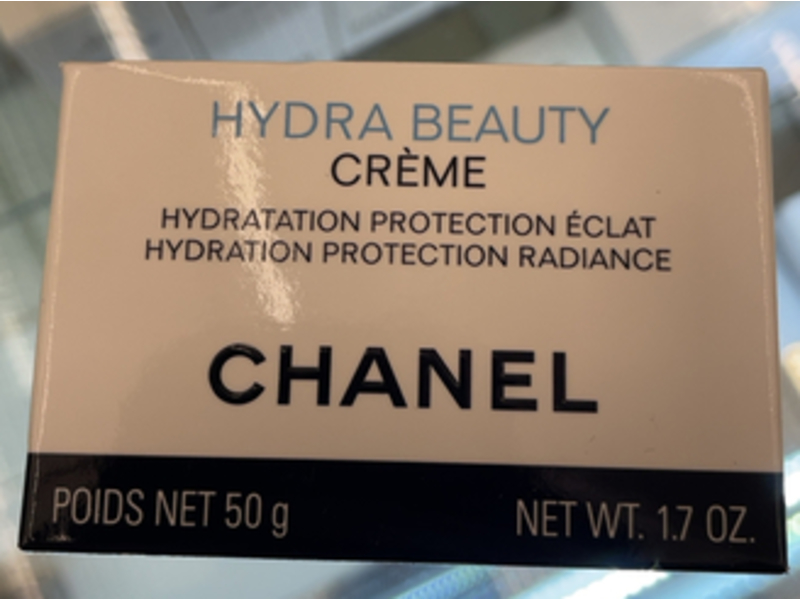 HYDRA BEAUTY
CRÈME
HYDRATATION PROTECTION ÉCLAT
HYDRATION PROTECTION RADIANCE
CHANEL
POIDS NET 50 g NET WT. 1.7 OZ.